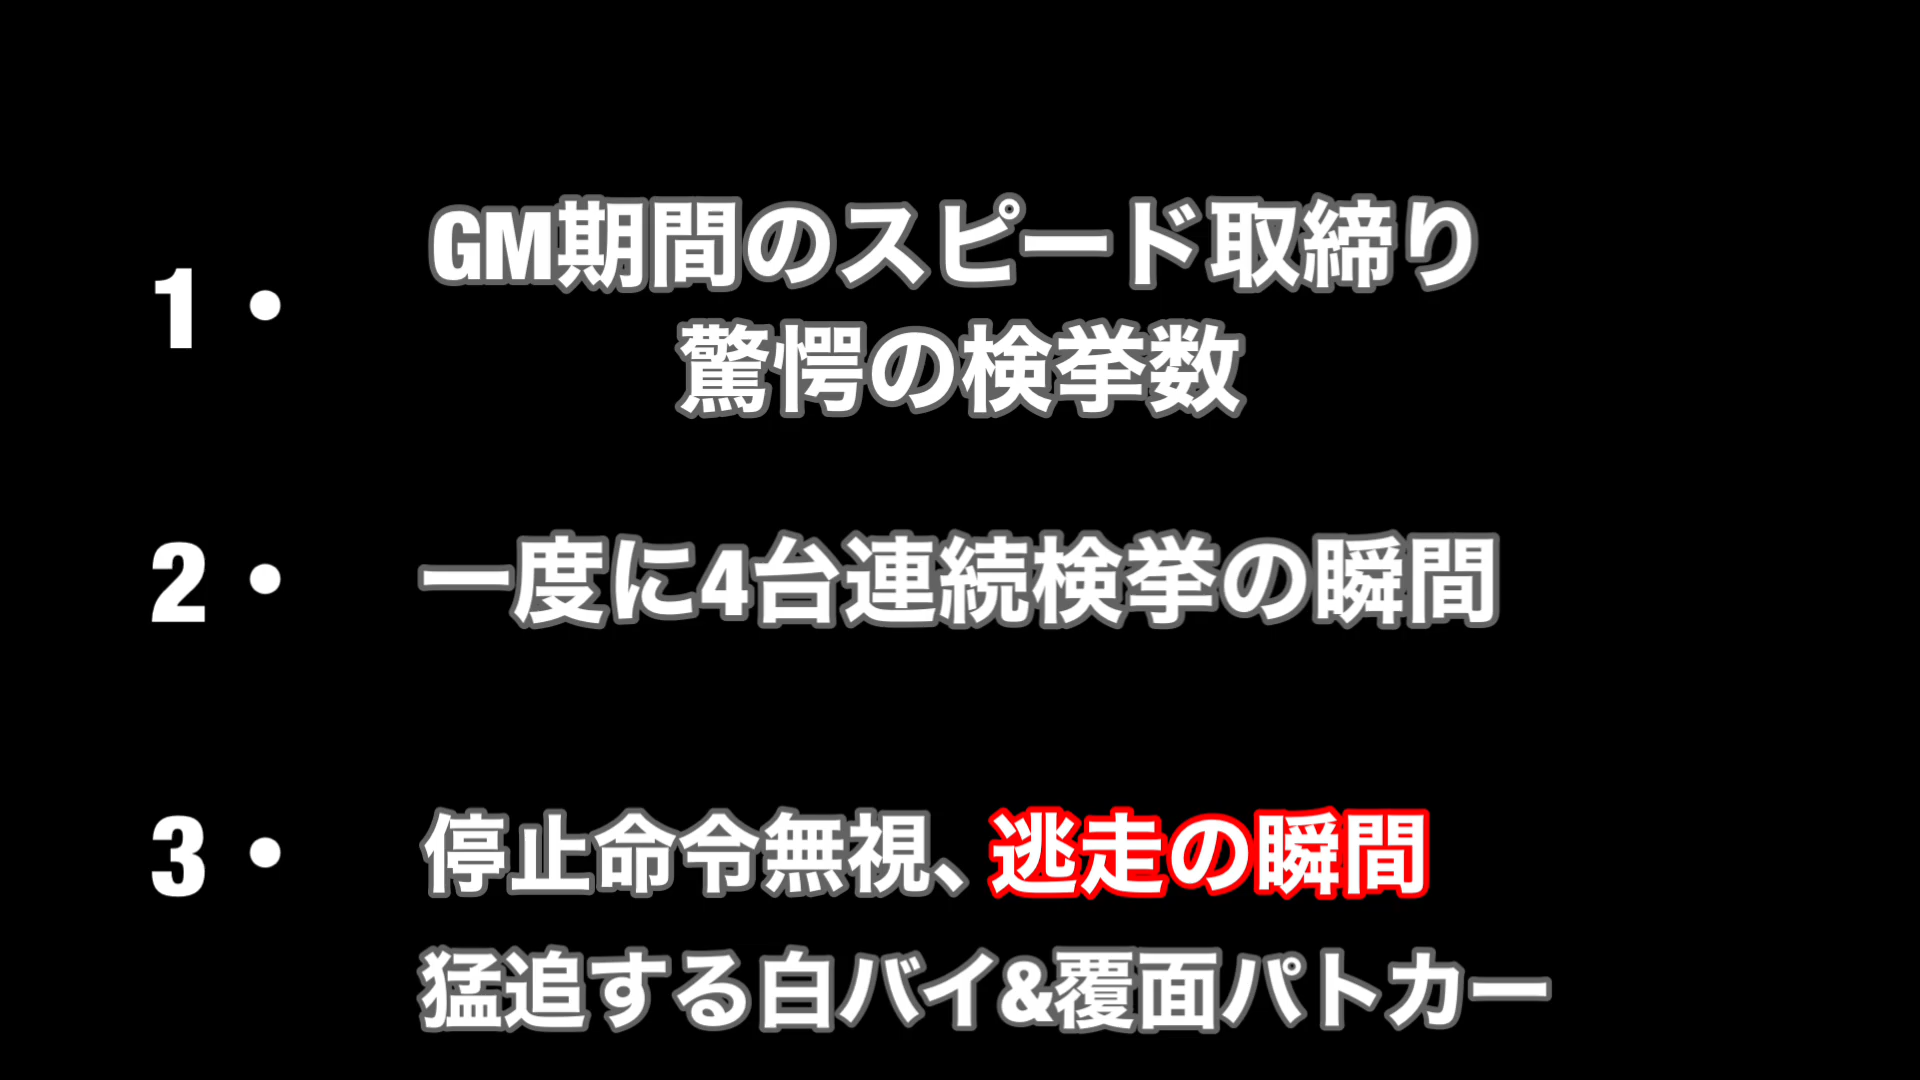 1・ GM期間のスピード取締り
驚愕の検挙数
2・ 一度に4台連続検挙の瞬間
3・ 停止命令無視、逃走の瞬間
猛追する白バイ&覆面パトカー